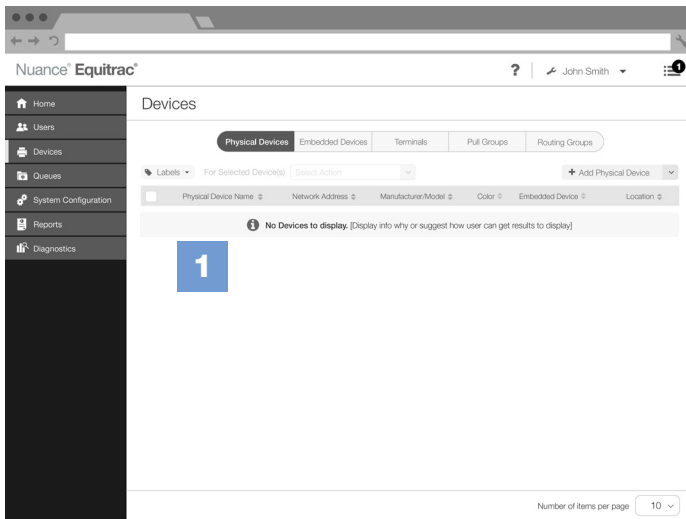 Nuance® Equitrac®
? John Smith 1
Home
Users
Devices
Queues
System Configuration
Reports
Diagnostics
Devices
Physical Devices Embedded Devices Terminals Pull Groups Routing Groups
Labels For Selected Device(s) Select Action + Add Physical Device
Physical Device Name Network Address Manufacturer/Model Color Embedded Device Location
No Devices to display. [Display info why or suggest how user can get results to display]
1
Number of items per page 10